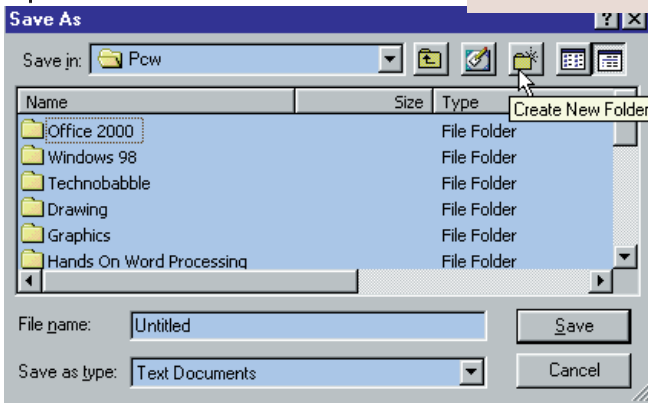 Save As
Save in: Pcw
Name Size Type
Create New Folder
Office 2000 File Folder
Windows 98 File Folder
Technobabble File Folder
Drawing File Folder
Graphics File Folder
Hands On Word Processing File Folder
File name: Untitled Save
Save as type: Text Documents Cancel